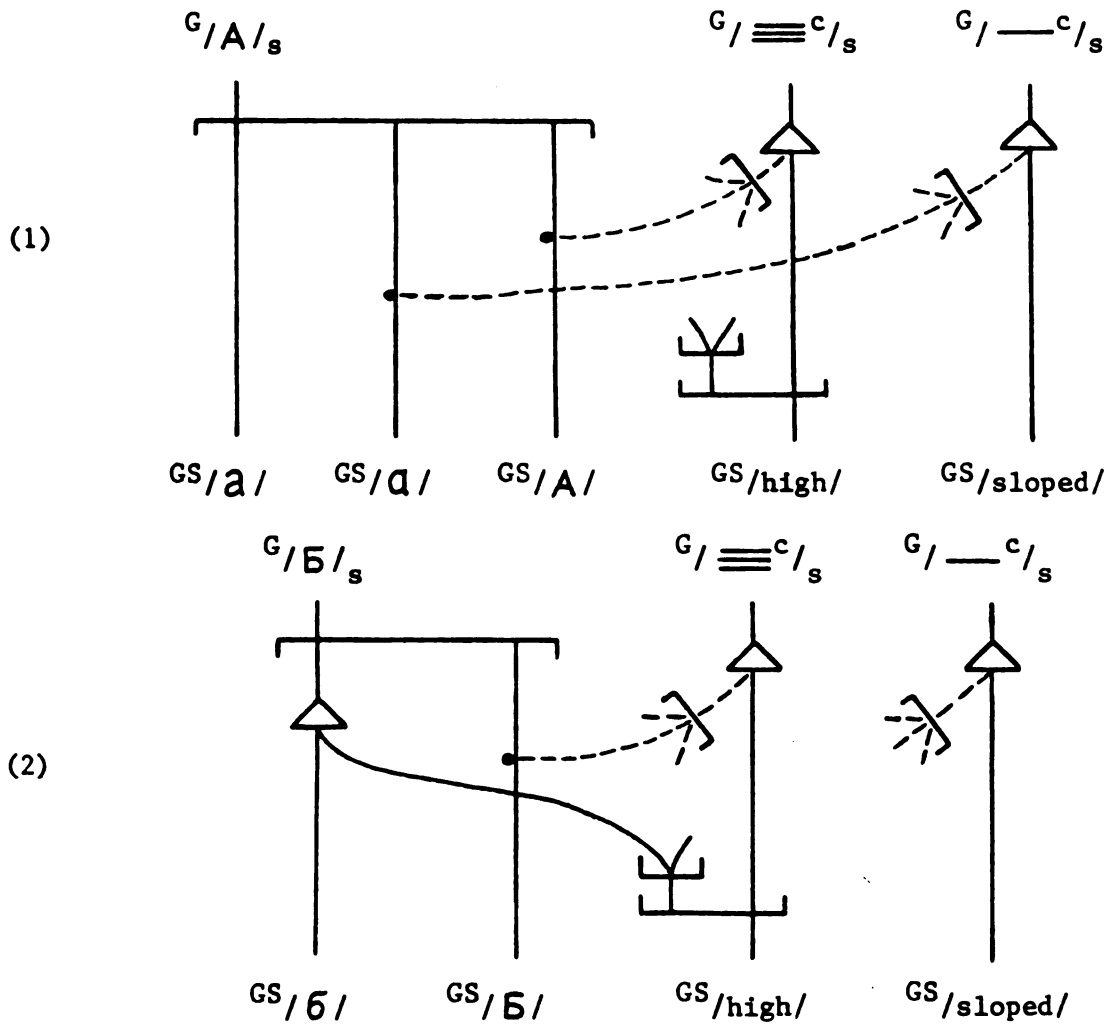 G/A/s G/ ≡ c/s G/ — c/s
(1)
GS/a/ GS/ɑ/ GS/A/ GS/high/ GS/sloped/
G/Б/s G/ ≡ c/s G/ — c/s
(2)
GS/б/ GS/Б/ GS/high/ GS/sloped/